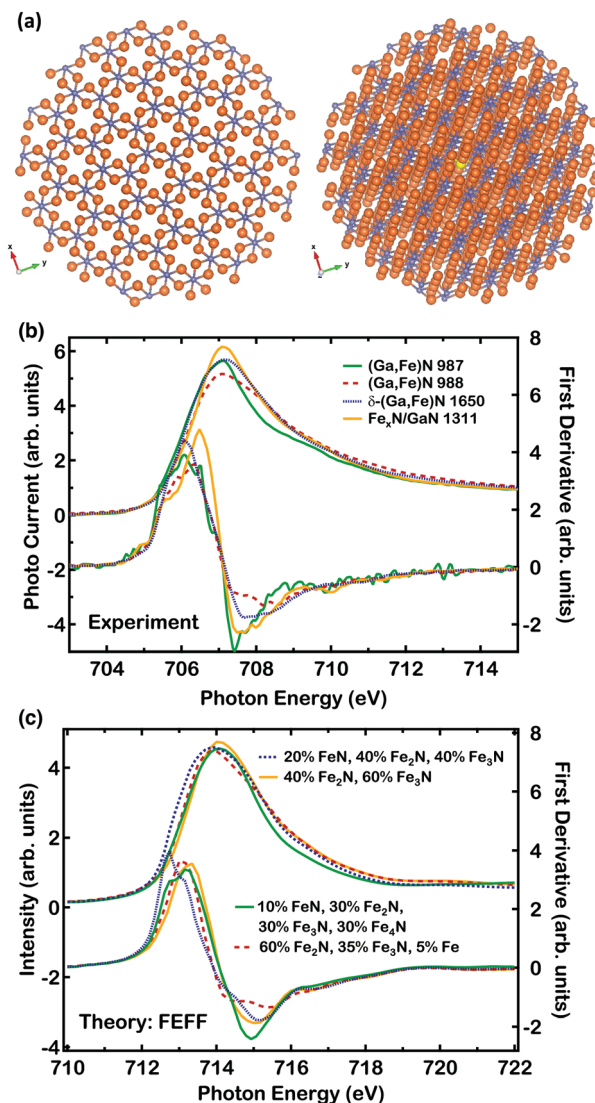 (a)
x
y
x
y
(b)
6
4
2
0
-2
-4
Photo Current (arb. units)
8
6
4
2
0
-2
First Derivative (arb. units)
(Ga,Fe)N 987
(Ga,Fe)N 988
δ-(Ga,Fe)N 1650
FeₓN/GaN 1311
Experiment
704 706 708 710 712 714
Photon Energy (eV)
(c)
4
2
0
-2
-4
Intensity (arb. units)
8
6
4
2
0
-2
First Derivative (arb. units)
20% FeN, 40% Fe₂N, 40% Fe₃N
40% Fe₂N, 60% Fe₃N
10% FeN, 30% Fe₂N,
30% Fe₃N, 30% Fe₄N
60% Fe₂N, 35% Fe₃N, 5% Fe
Theory: FEFF
710 712 714 716 718 720 722
Photon Energy (eV)